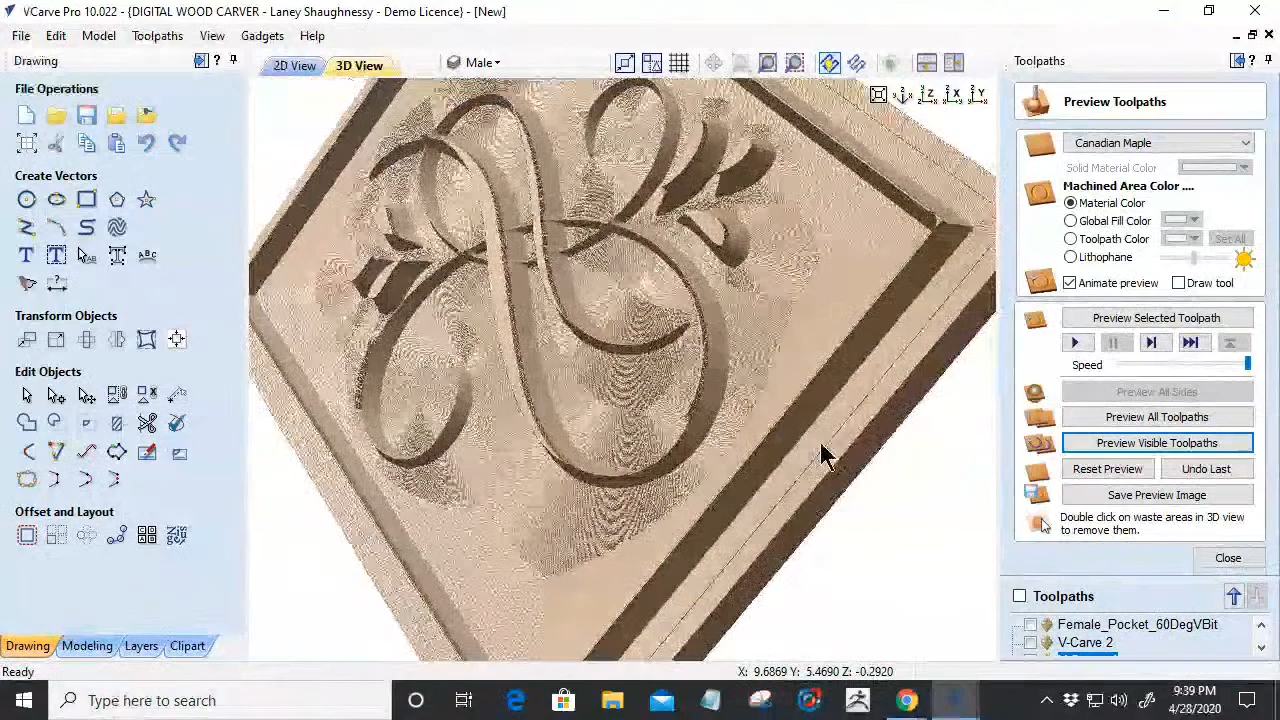 VCarve Pro 10.022 - {DIGITAL WOOD CARVER - Laney Shaughnessy - Demo Licence} - [New]
File Edit Model Toolpaths View Gadgets Help
Drawing
2D View 3D View Male
Toolpaths
File Operations
Create Vectors
Transform Objects
Edit Objects
Offset and Layout
Drawing Modeling Layers Clipart
Z X Y
Preview Toolpaths
Canadian Maple
Solid Material Color
Machined Area Color ....
Material Color
Global Fill Color
Toolpath Color Set All
Lithophane
Animate preview Draw tool
Preview Selected Toolpath
Speed
Preview All Sides
Preview All Toolpaths
Preview Visible Toolpaths
Reset Preview Undo Last
Save Preview Image
Double click on waste areas in 3D view
to remove them.
Close
Toolpaths
Female_Pocket_60DegVBit
V-Carve 2
Ready
X: 9.6869 Y: 5.4690 Z: -0.2920
Type here to search
9:39 PM
4/28/2020